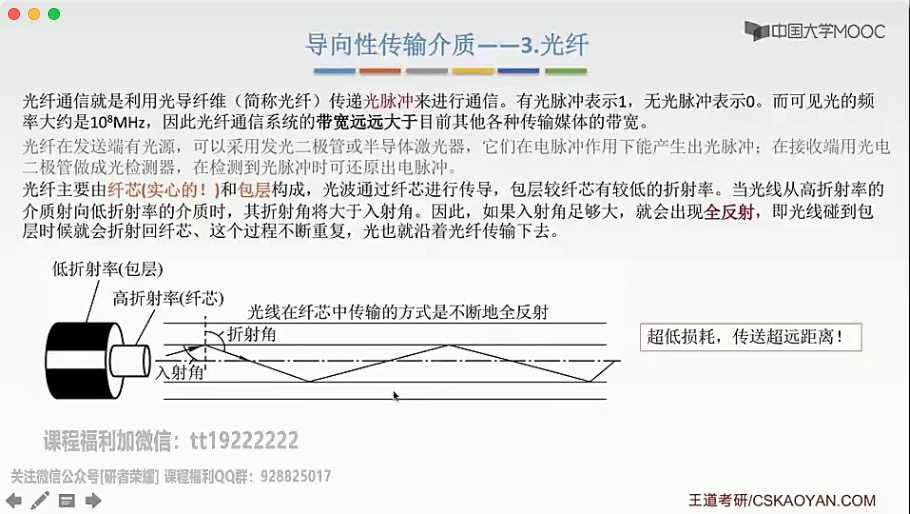 中国大学MOOC
导向性传输介质——3.光纤
光纤通信就是利用光导纤维（简称光纤）传递光脉冲来进行通信。有光脉冲表示1，无光脉冲表示0。而可见光的频
率大约是10⁸MHz，因此光纤通信系统的带宽远远大于目前其他各种传输媒体的带宽。
光纤在发送端有光源，可以采用发光二极管或半导体激光器，它们在电脉冲作用下能产生出光脉冲；在接收端用光电
二极管做成光检测器，在检测到光脉冲时可还原出电脉冲。
光纤主要由纤芯(实心的！)和包层构成，光波通过纤芯进行传导，包层较纤芯有较低的折射率。当光线从高折射率的
介质射向低折射率的介质时，其折射角将大于入射角。因此，如果入射角足够大，就会出现全反射，即光线碰到包
层时候就会折射回纤芯、这个过程不断重复，光也就沿着光纤传输下去。
低折射率(包层)
高折射率(纤芯)
光线在纤芯中传输的方式是不断地全反射
折射角
入射角
超低损耗，传送超远距离！
课程福利加微信：tt19222222
关注微信公众号[研者荣耀] 课程福利QQ群：928825017
王道考研/CSKAOYAN.COM